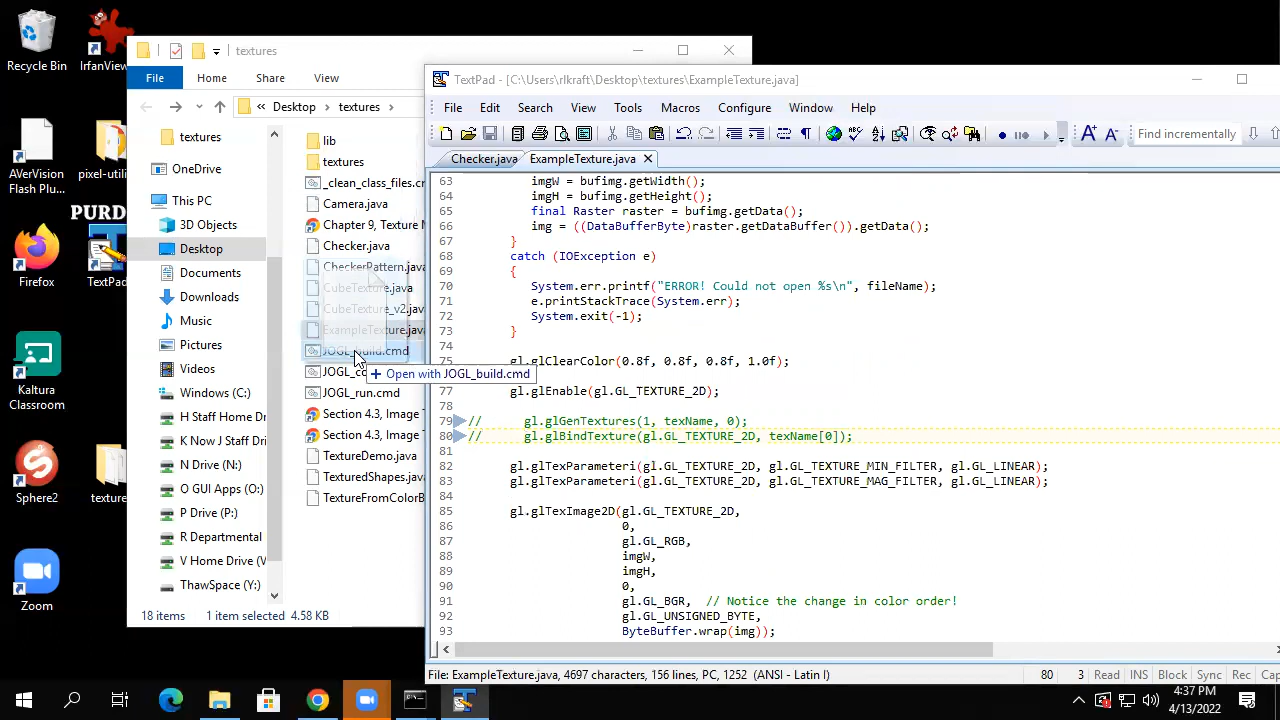 Recycle Bin
IrfanView
AVerVision
Flash Plu...
pixel-util
PURD
Firefox
TextPad
Kaltura
Classroom
Sphere2
texture
Zoom
textures
File Home Share View
« Desktop > textures >
textures
OneDrive
This PC
3D Objects
Desktop
Documents
Downloads
Music
Pictures
Videos
Windows (C:)
H Staff Home D
K Now J Staff D
N Drive (N:)
O GUI Apps (O:)
P Drive (P:)
R Departmental
V Home Drive (V
ThawSpace (Y:)
lib
textures
_clean_class_files.c
Camera.java
Chapter 9, Texture M
Checker.java
CheckerPattern.java
CubeTexture.java
CubeTexture_v2.java
ExampleTexture.java
JOGL_build.cmd
JOGL_co
JOGL_run.cmd
Section 4.3, Image T
Section 4.3, Image T
TextureDemo.java
TexturedShapes.java
TextureFromColorB
+ Open with JOGL_build.cmd
18 items 1 item selected 4.58 KB
TextPad - [C:\Users\rlkraft\Desktop\textures\ExampleTexture.java]
File Edit Search View Tools Macros Configure Window Help
Find incrementally
Checker.java ExampleTexture.java
63 imgW = bufimg.getWidth();
64 imgH = bufimg.getHeight();
65 final Raster raster = bufimg.getData();
66 img = ((DataBufferByte)raster.getDataBuffer()).getData();
67 }
68 catch (IOException e)
69 {
70 System.err.printf("ERROR! Could not open %s\n", fileName);
71 e.printStackTrace(System.err);
72 System.exit(-1);
73 }
74
75 gl.glClearColor(0.8f, 0.8f, 0.8f, 1.0f);
gl.glEnable(gl.GL_TEXTURE_2D);
78
79 // gl.glGenTextures(1, texName, 0);
80 // gl.glBindTexture(gl.GL_TEXTURE_2D, texName[0]);
81
82 gl.glTexParameteri(gl.GL_TEXTURE_2D, gl.GL_TEXTURE_MIN_FILTER, gl.GL_LINEAR);
83 gl.glTexParameteri(gl.GL_TEXTURE_2D, gl.GL_TEXTURE_MAG_FILTER, gl.GL_LINEAR);
84
85 gl.glTexImage2D(gl.GL_TEXTURE_2D,
86 0,
87 gl.GL_RGB,
88 imgW,
89 imgH,
90 0,
91 gl.GL_BGR, // Notice the change in color order!
92 gl.GL_UNSIGNED_BYTE,
93 ByteBuffer.wrap(img));
File: ExampleTexture.java, 4697 characters, 156 lines, PC, 1252 (ANSI - Latin I) 80 3 Read INS Block Sync Rec Cap
4:37 PM
4/13/2022